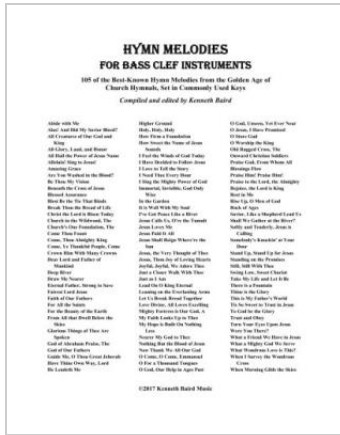 HYMN MELODIES
FOR BASS CLEF INSTRUMENTS
105 of the Best-Known Hymn Melodies from the Golden Age of
Church Hymnals, Set in Commonly Used Keys
Compiled and edited by Kenneth Baird
Abide with Me
Alas! And Did My Savior Bleed?
All Creatures of Our God and
King
All Glory, Laud, and Honor
All Hail the Power of Jesus Name
Alleluia! Sing to Jesus!
Amazing Grace
Are You Washed in the Blood?
Be Thou My Vision
Beneath the Cross of Jesus
Blessed Assurance
Blest Be the Tie that Binds
Break Thou the Bread of Life
Christ the Lord is Risen Today
Church in the Wildwood, The
Church's One Foundation, The
Come Thou Fount
Come, Thou Almighty King
Come, Ye Thankful People, Come
Crown Him With Many Crowns
Dear Lord and Father of
Mankind
Deep River
Draw Me Nearer
Eternal Father, Strong to Save
Fairest Lord Jesus
Faith of Our Fathers
For All the Saints
For the Beauty of the Earth
From All that Dwell Below the
Skies
Glorious Things of Thee Are
Spoken
God of Abraham Praise, The
God of Our Fathers
Guide Me, O Thou Great Jehovah
Have Thine Own Way, Lord
He Leadeth Me
Higher Ground
Holy, Holy, Holy
How Firm a Foundation
How Sweet the Name of Jesus
Sounds
I Feel the Winds of God Today
I Have Decided to Follow Jesus
I Love to Tell the Story
I Need Thee Every Hour
I Sing the Mighty Power of God
Immortal, Invisible, God Only
Wise
In the Garden
It is Well With My Soul
I've Got Peace Like a River
Jesus Calls Us, O'er the Tumult
Jesus Loves Me
Jesus Paid It All
Jesus Shall Reign Where'er the
Sun
Jesus, the Very Thought of Thee
Jesus, Thou Joy of Loving Hearts
Joyful, Joyful, We Adore Thee
Just a Closer Walk With Thee
Just as I Am
Lead On O King Eternal
Leaning on the Everlasting Arms
Let Us Break Bread Together
Love Divine, All Loves Excelling
Mighty Fortress is Our God, A
My Faith Looks Up to Thee
My Hope is Built On Nothing
Less
Nearer My God to Thee
Nothing But the Blood of Jesus
Now Thank We All Our God
O Come, O Come, Emmanuel
O For a Thousand Tongues
O God, Our Help in Ages Past
O God, Unseen, Yet Ever Near
O Jesus, I Have Promised
O Store God
O Worship the King
Old Rugged Cross, The
Onward Christian Soldiers
Praise God, From Whom All
Blessings Flow
Praise Him! Praise Him!
Praise to the Lord, the Almighty
Rejoice, the Lord is King
Rest in Me
Rise Up, O Men of God
Rock of Ages
Savior, Like a Shepherd Lead Us
Shall We Gather at the River?
Softly and Tenderly, Jesus is
Calling
Somebody's Knockin' at Your
Door
Stand Up, Stand Up for Jesus
Standing on the Promises
Still, Still With Thee
Swing Low, Sweet Chariot
Take My Life and Let It Be
There is a Fountain
Thine is the Glory
This is My Father's World
'Tis So Sweet to Trust in Jesus
To God be the Glory
Trust and Obey
Turn Your Eyes Upon Jesus
Were You There?
What a Friend We Have in Jesus
What a Mighty God We Serve
What Wondrous Love is This?
When I Survey the Wondrous
Cross
When Morning Gilds the Skies
©2017 Kenneth Baird Music